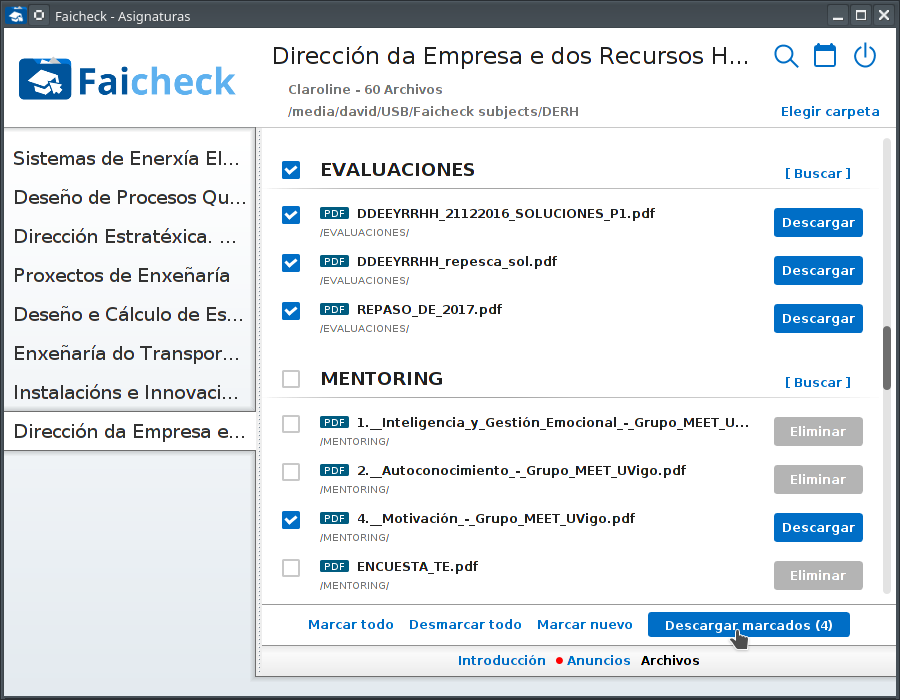 Faicheck - Asignaturas
Faicheck
Dirección da Empresa e dos Recursos H...
Claroline - 60 Archivos
/media/david/USB/Faicheck subjects/DERH
Elegir carpeta
Sistemas de Enerxía El...
Deseño de Procesos Qu...
Dirección Estratéxica. ...
Proxectos de Enxeñaría
Deseño e Cálculo de Es...
Enxeñaría do Transpor...
Instalacións e Innovaci...
Dirección da Empresa e...
EVALUACIONES
[ Buscar ]
PDF DDEEYRRHH_21122016_SOLUCIONES_P1.pdf
/EVALUACIONES/
Descargar
PDF DDEEYRRHH_repesca_sol.pdf
/EVALUACIONES/
Descargar
PDF REPASO_DE_2017.pdf
/EVALUACIONES/
Descargar
MENTORING
[ Buscar ]
PDF 1.__Inteligencia_y_Gestión_Emocional_-_Grupo_MEET_U...
/MENTORING/
Eliminar
PDF 2.__Autoconocimiento_-_Grupo_MEET_UVigo.pdf
/MENTORING/
Eliminar
PDF 4.__Motivación_-_Grupo_MEET_UVigo.pdf
/MENTORING/
Descargar
PDF ENCUESTA_TE.pdf
/MENTORING/
Eliminar
Marcar todo Desmarcar todo Marcar nuevo Descargar marcados (4)
Introducción Anuncios Archivos